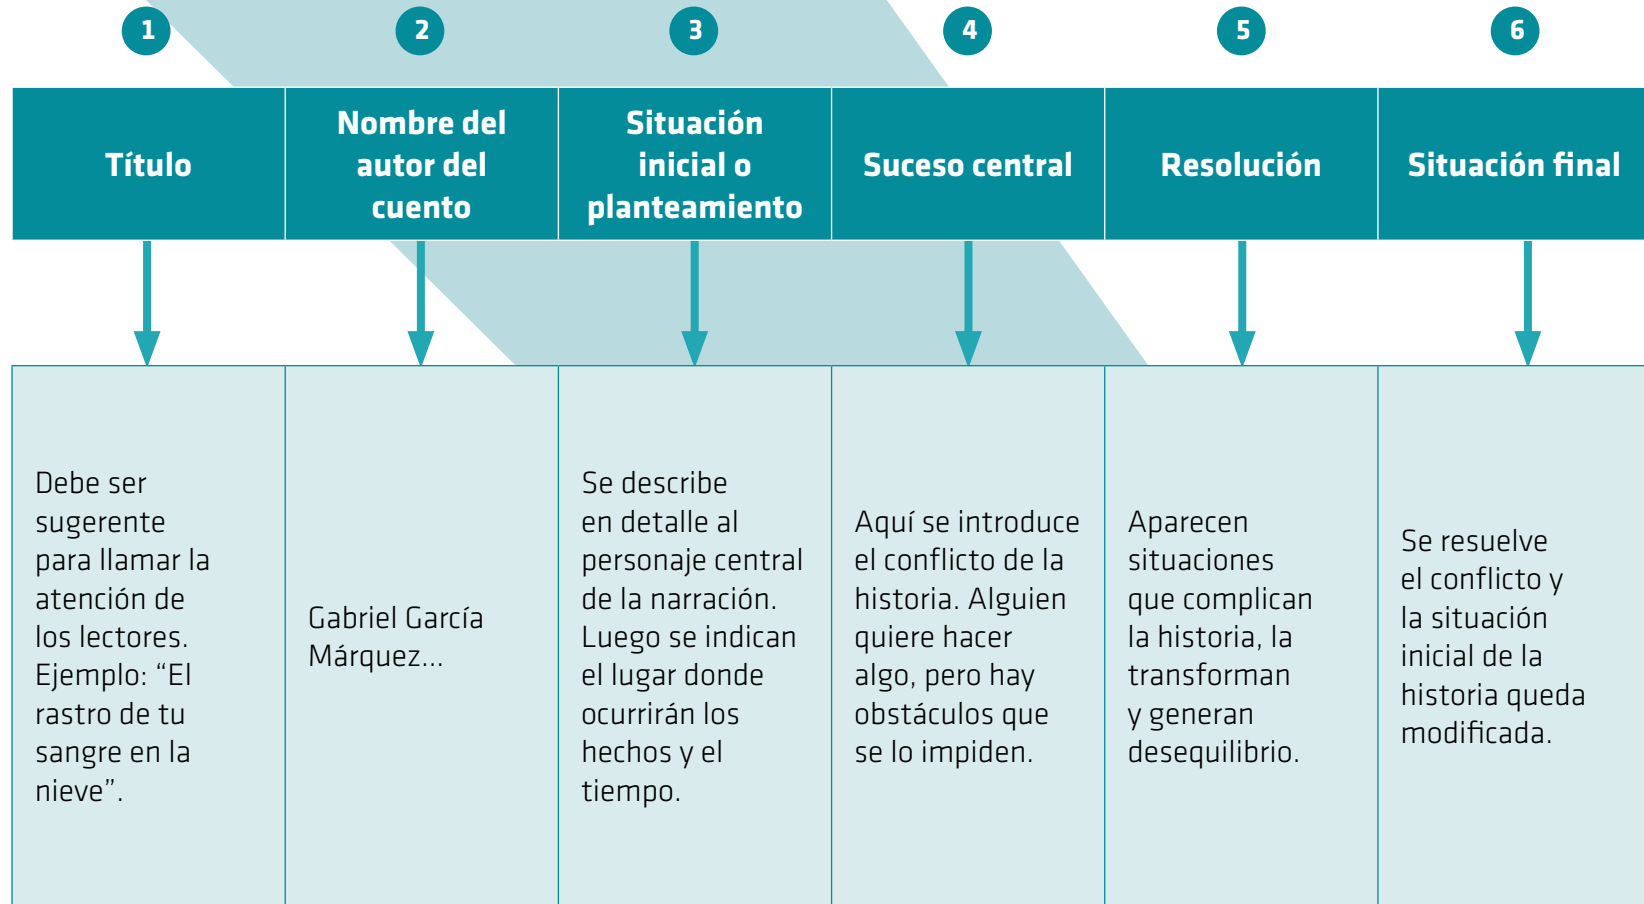 1
2
3
4
5
6
Título
Nombre del
autor del
cuento
Situación
inicial o
planteamiento
Suceso central
Resolución
Situación final
Debe ser
sugerente
para llamar la
atención de
los lectores.
Ejemplo: “El
rastro de tu
sangre en la
nieve”.
Gabriel García
Márquez...
Se describe
en detalle al
personaje central
de la narración.
Luego se indican
el lugar donde
ocurrirán los
hechos y el
tiempo.
Aquí se introduce
el conflicto de la
historia. Alguien
quiere hacer
algo, pero hay
obstáculos que
se lo impiden.
Aparecen
situaciones
que complican
la historia, la
transforman
y generan
desequilibrio.
Se resuelve
el conflicto y
la situación
inicial de la
historia queda
modificada.